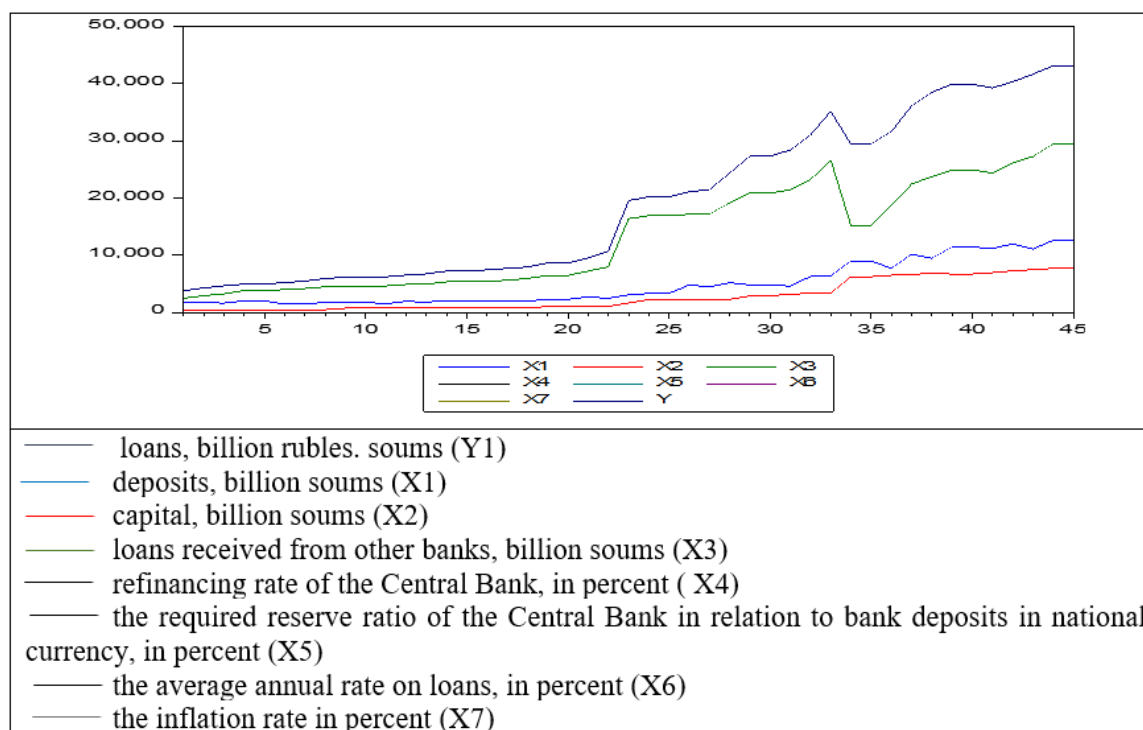 50,000
40,000
30,000
20,000
10,000
0
5 10 15 20 25 30 35 40 45
X1 X2 X3
X4 X5 X6
X7 Y
loans, billion rubles. soums (Y1)
deposits, billion soums (X1)
capital, billion soums (X2)
loans received from other banks, billion soums (X3)
refinancing rate of the Central Bank, in percent ( X4)
the required reserve ratio of the Central Bank in relation to bank deposits in national
currency, in percent (X5)
the average annual rate on loans, in percent (X6)
the inflation rate in percent (X7)